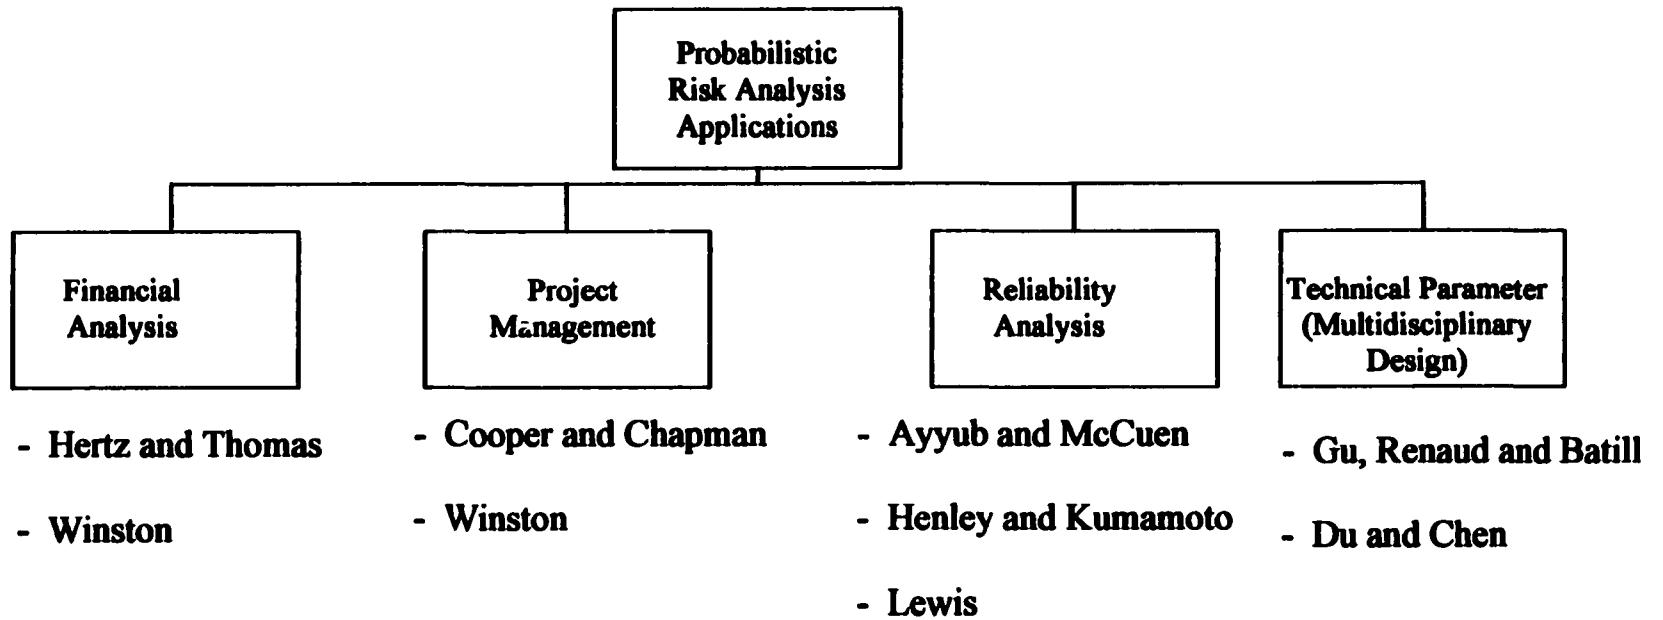 Probabilistic
Risk Analysis
Applications
Financial
Analysis
Project
Management
Reliability
Analysis
Technical Parameter
(Multidisciplinary
Design)
- Hertz and Thomas
- Winston
- Cooper and Chapman
- Winston
- Ayyub and McCuen
- Henley and Kumamoto
- Lewis
- Gu, Renaud and Batill
- Du and Chen